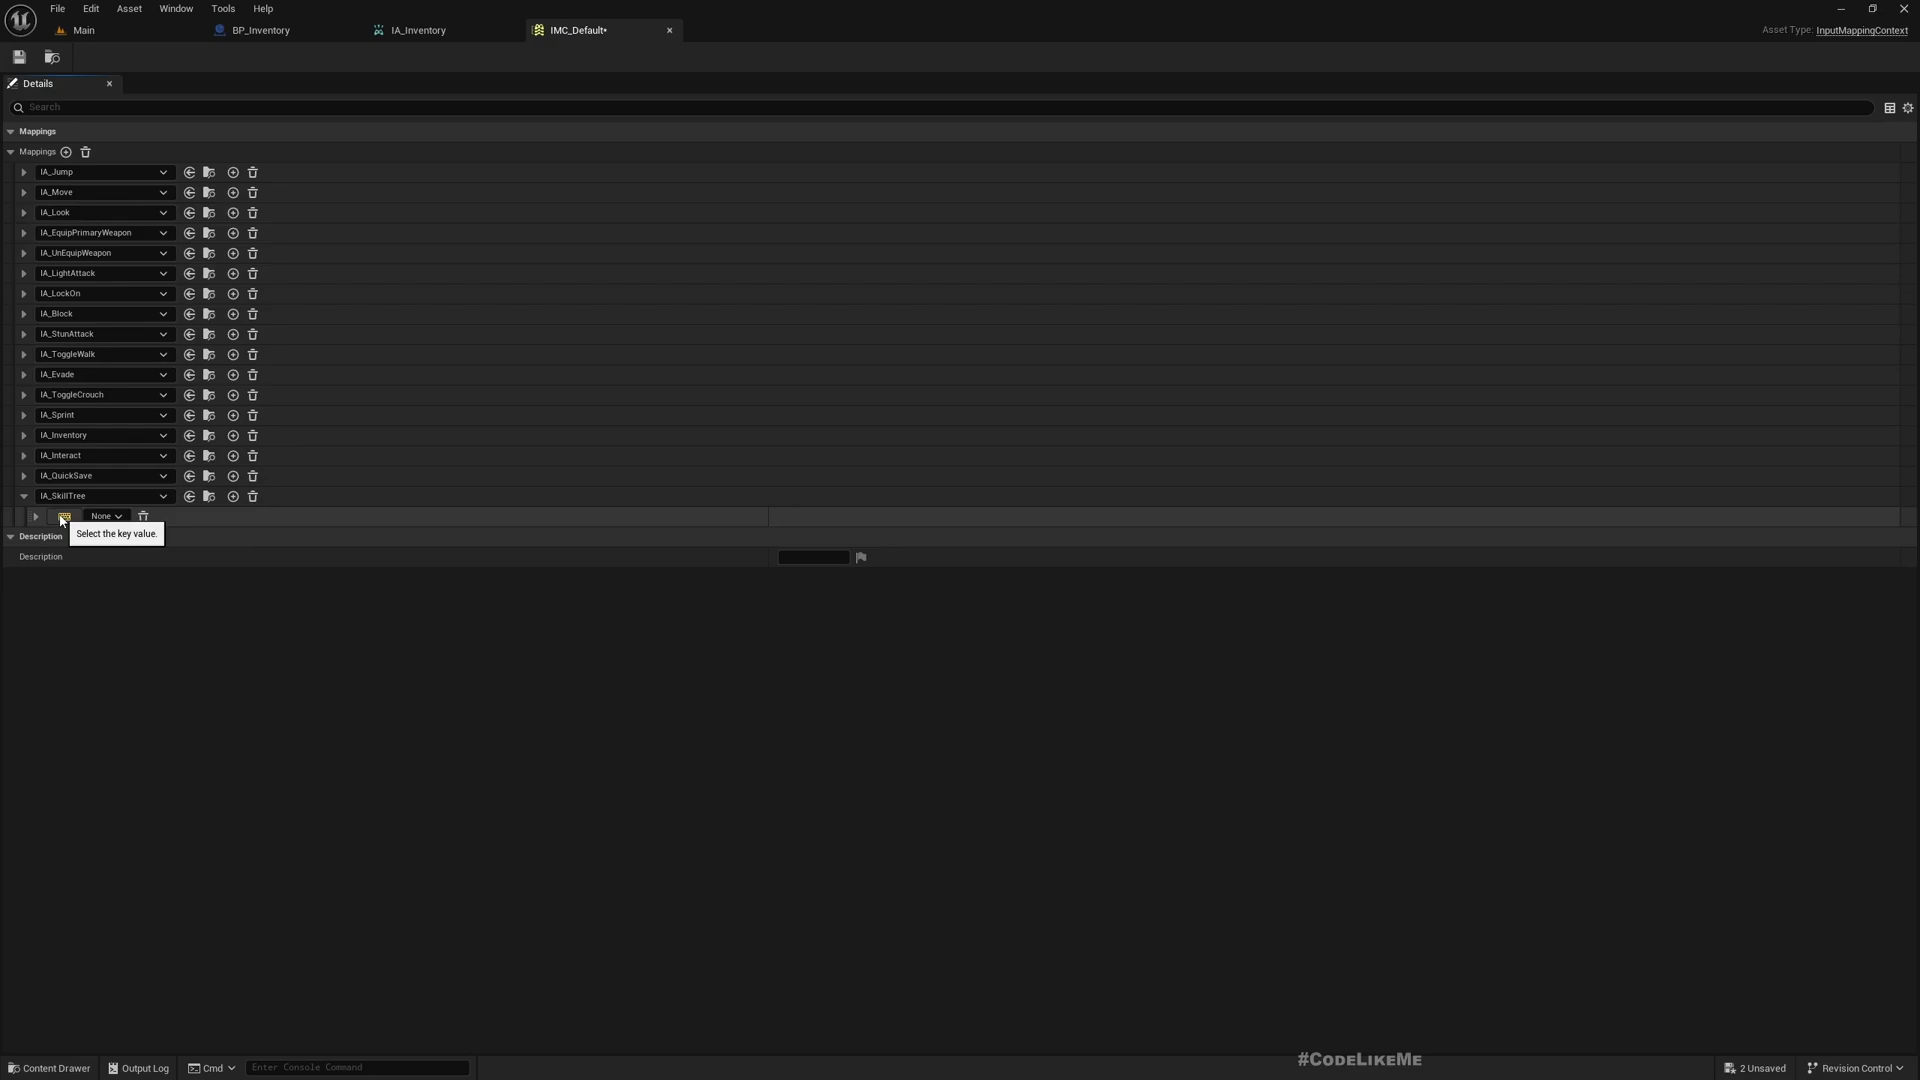 File Edit Asset Window Tools Help
Main BP_Inventory IA_Inventory IMC_Default*
Asset Type: InputMappingContext
Details
Search
Mappings
Mappings
IA_Jump
IA_Move
IA_Look
IA_EquipPrimaryWeapon
IA_UnEquipWeapon
IA_LightAttack
IA_LockOn
IA_Block
IA_StunAttack
IA_ToggleWalk
IA_Evade
IA_ToggleCrouch
IA_Sprint
IA_Inventory
IA_Interact
IA_QuickSave
IA_SkillTree
None
Select the key value.
Description
Description
#CodeLikeMe
Content Drawer Output Log Cmd Enter Console Command 2 Unsaved Revision Control